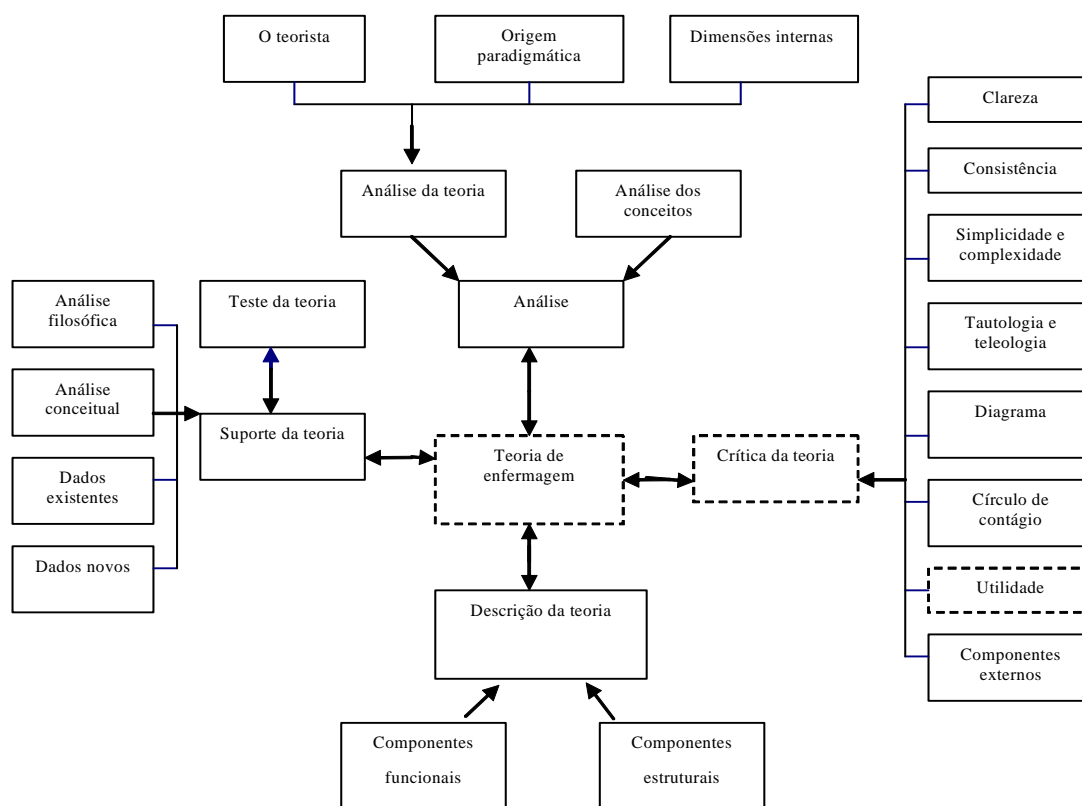 O teorista
Origem
paradigmática
Dimensões internas
Clareza
Consistência
Análise da teoria
Análise dos
conceitos
Simplicidade e
complexidade
Análise
filosófica
Teste da teoria
Análise
Tautologia e
teleologia
Análise
conceitual
Suporte da teoria
Teoria de
enfermagem
Crítica da teoria
Diagrama
Dados
existentes
Círculo de
contágio
Dados novos
Utilidade
Descrição da teoria
Componentes
externos
Componentes
funcionais
Componentes
estruturais